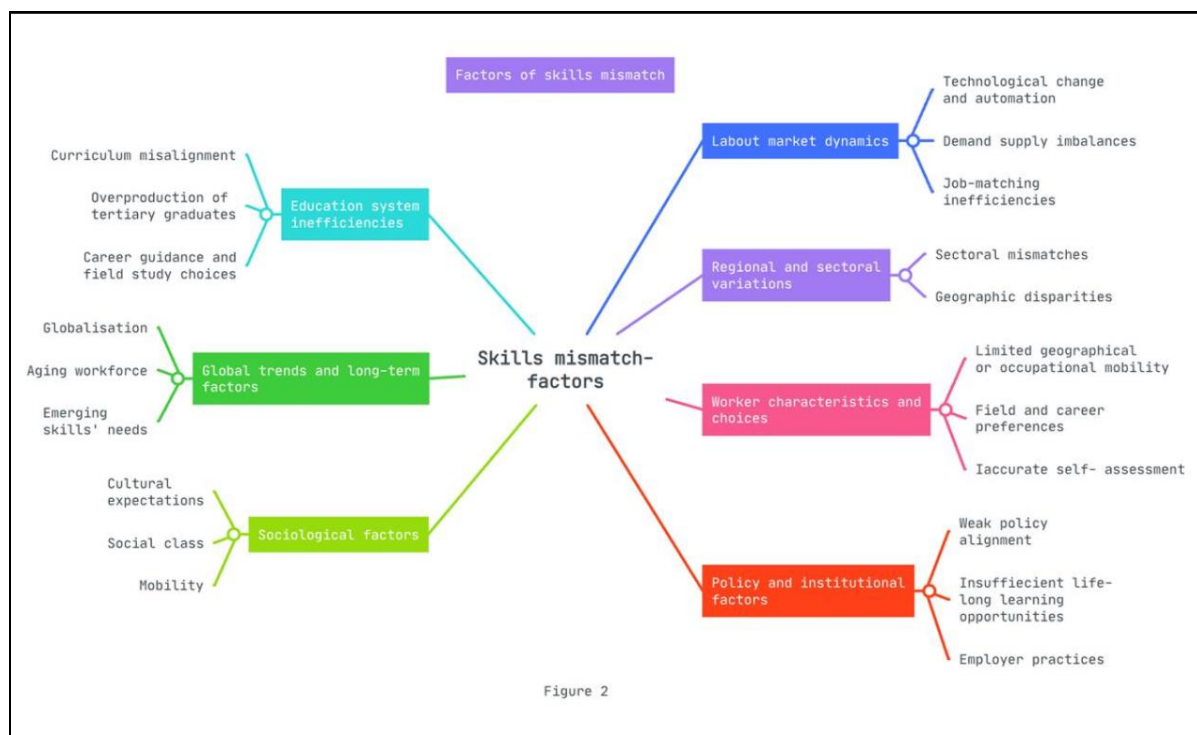 Factors of skills mismatch
Skills mismatch-
factors
Education system
inefficiencies
Curriculum misalignment
Overproduction of
tertiary graduates
Career guidance and
field study choices
Global trends and long-term
factors
Globalisation
Aging workforce
Emerging
skills' needs
Sociological factors
Cultural
expectations
Social class
Mobility
Labout market dynamics
Technological change
and automation
Demand supply imbalances
Job-matching
inefficiencies
Regional and sectoral
variations
Sectoral mismatches
Geographic disparities
Worker characteristics and
choices
Limited geographical
or occupational mobility
Field and career
preferences
Iaccurate self- assessment
Policy and institutional
factors
Weak policy
alignment
Insuffiecient life-
long learning
opportunities
Employer practices
Figure 2